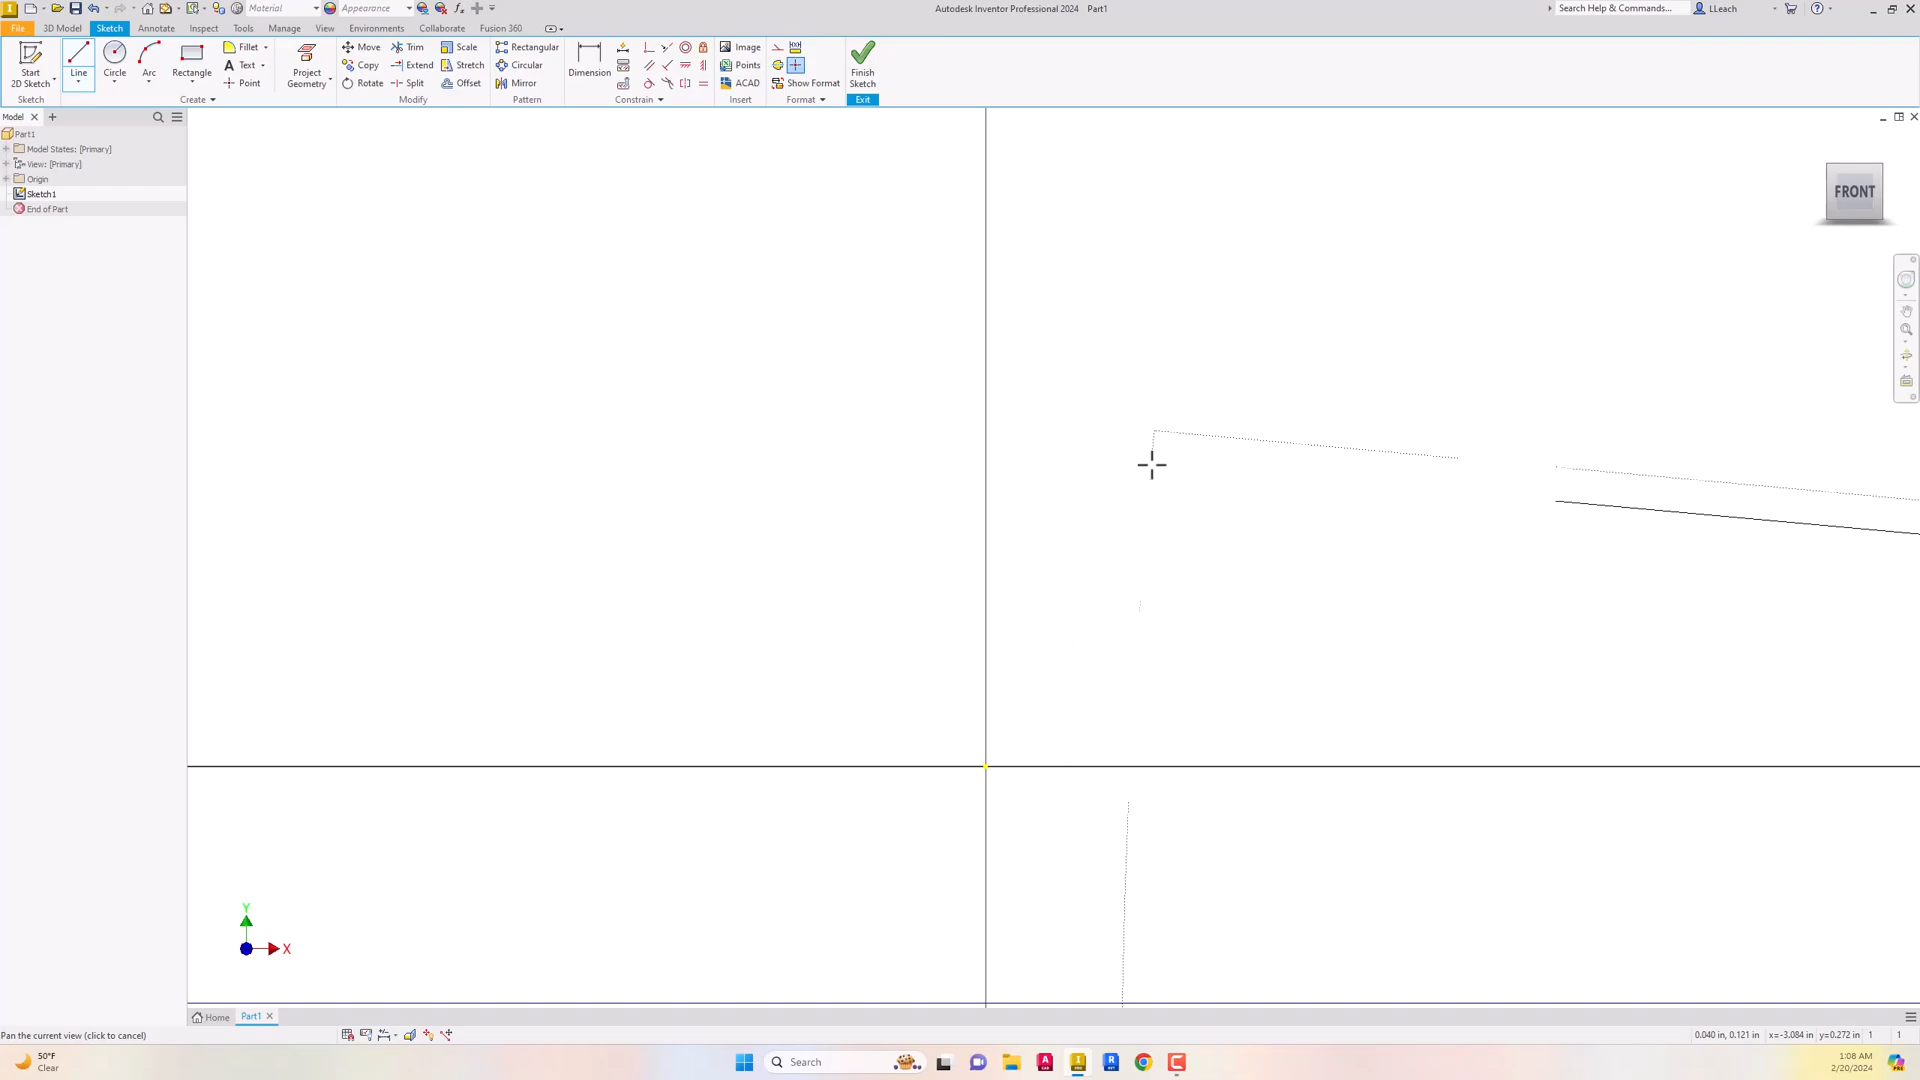 Material Appearance Autodesk Inventor Professional 2024 Part1 Search Help & Commands... LLeach
File 3D Model Sketch Annotate Inspect Tools Manage View Environments Collaborate Fusion 360
Start 2D Sketch Line Circle Arc Rectangle Fillet Text Point Project Geometry Move Copy Rotate Trim Extend Split Scale Stretch Offset Rectangular Circular Mirror Dimension Image Points ACAD Show Format Finish Sketch
Sketch Create Modify Pattern Constrain Insert Format Exit
Model
Part1
Model States: [Primary]
View: [Primary]
Origin
Sketch1
End of Part
FRONT
Y
X
Home Part1
Pan the current view (click to cancel) 0.040 in, 0.121 in x=-3.084 in y=0.272 in 1 1
50°F
Clear
Search
1:08 AM
2/20/2024